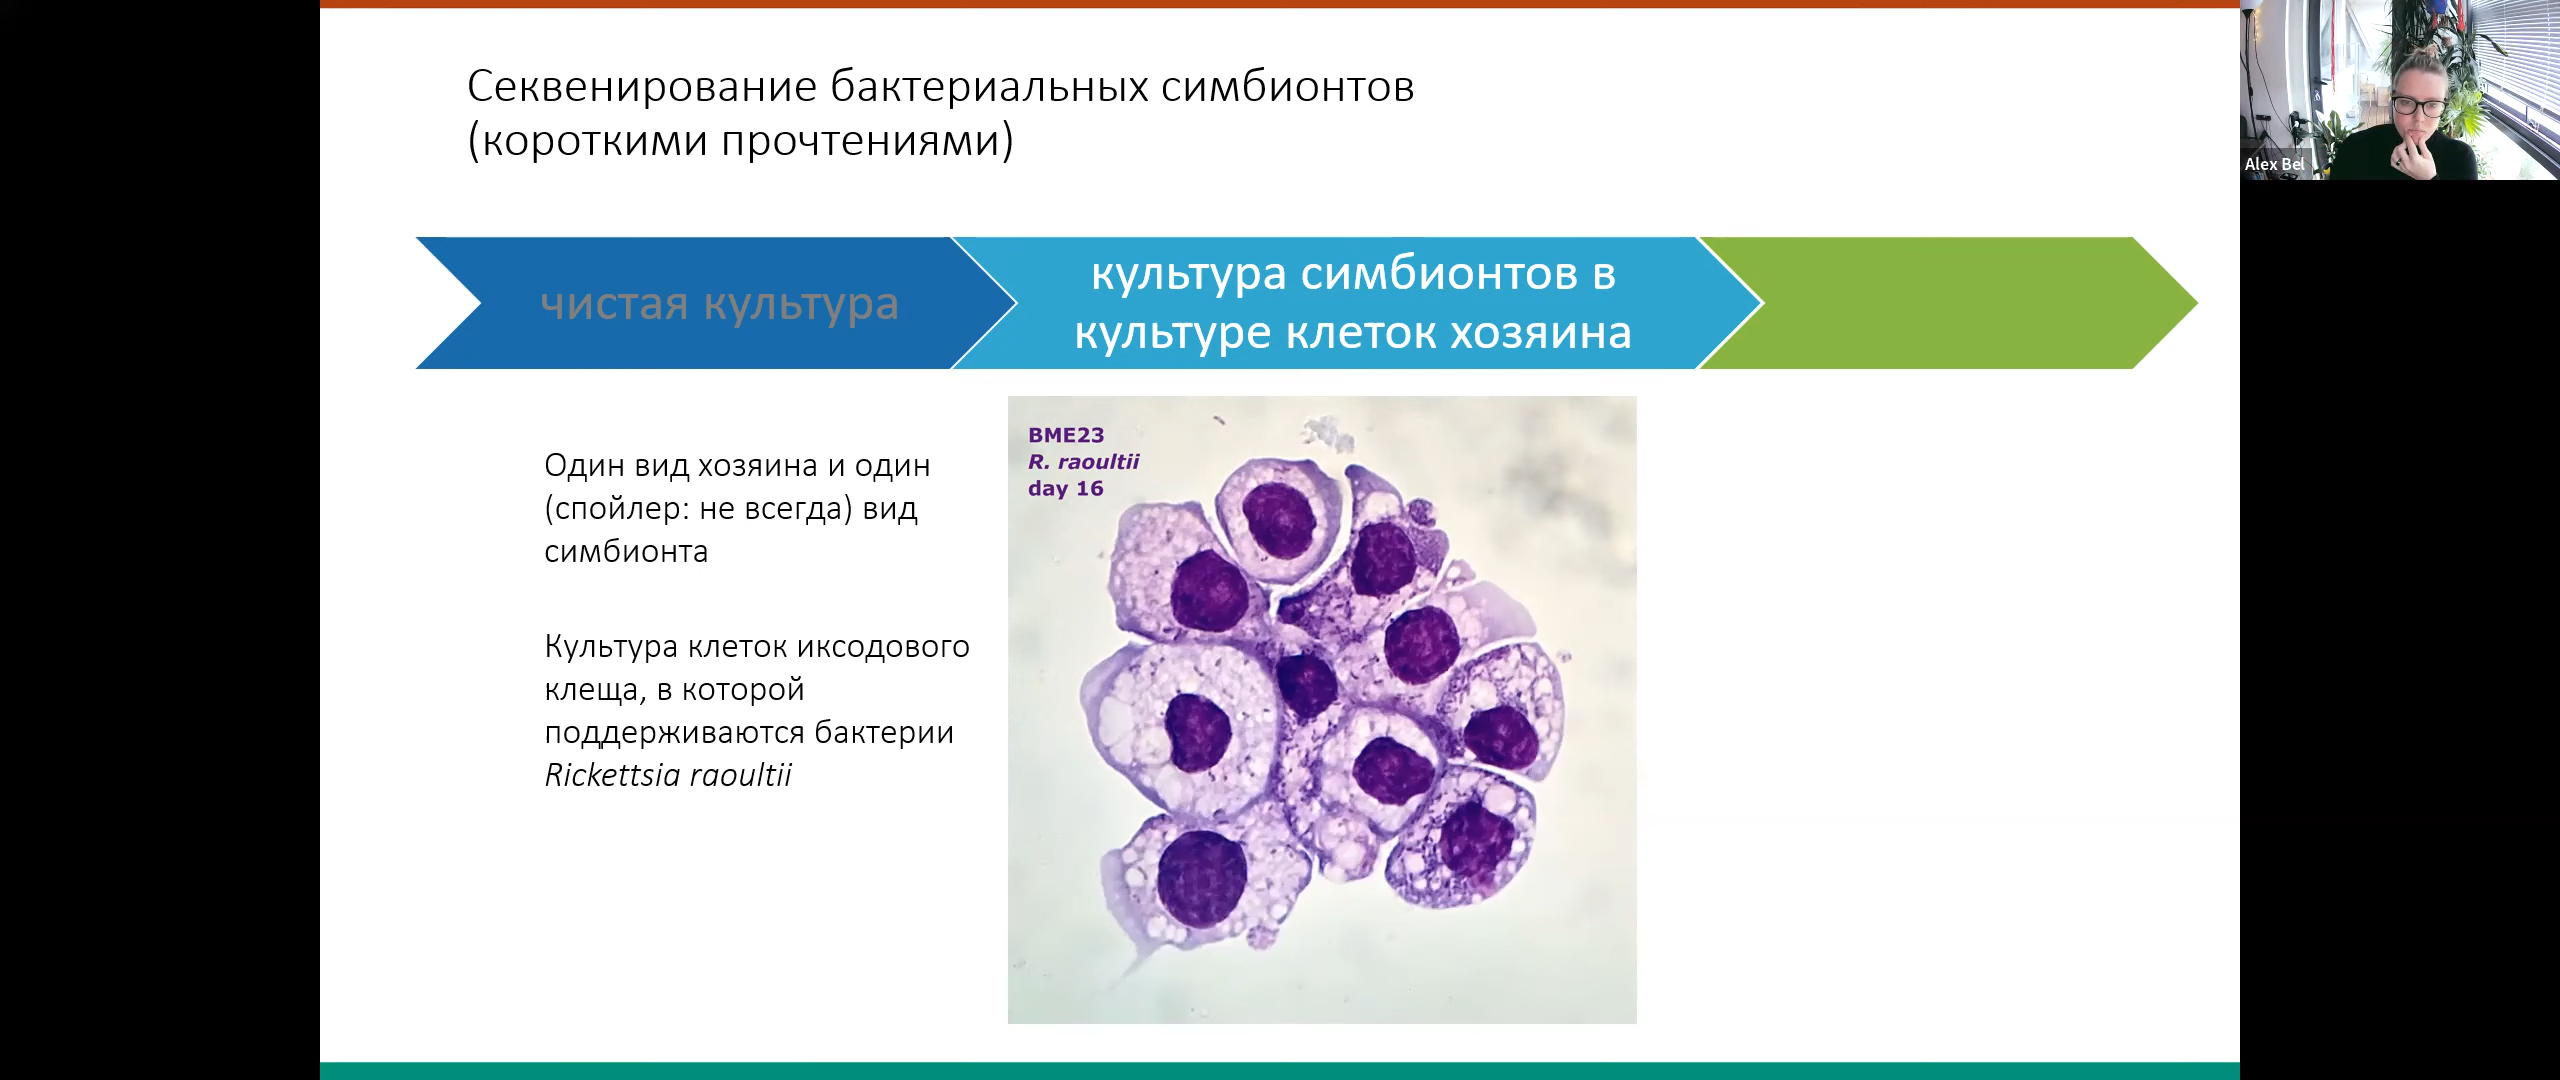 Секвенирование бактериальных симбионтов
(короткими прочтениями)
Alex Bel
чистая культура
культура симбионтов в
культуре клеток хозяина
Один вид хозяина и один
(спойлер: не всегда) вид
симбионта
Культура клеток иксодового
клеща, в которой
поддерживаются бактерии
Rickettsia raoultii
BME23
R. raoultii
day 16